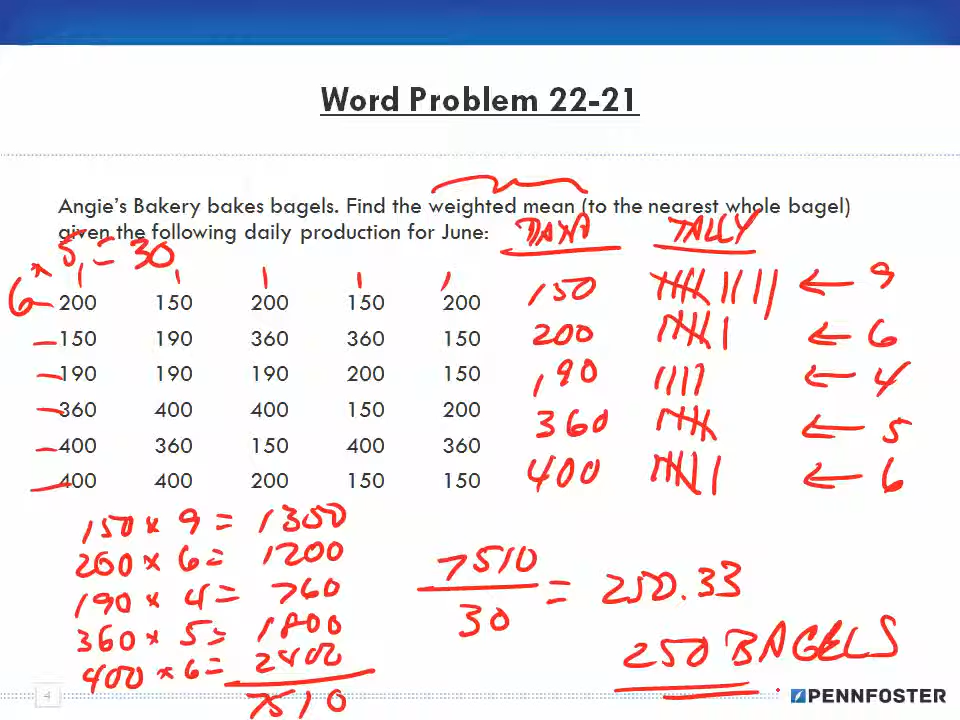 Word Problem 22-21
Angie's Bakery bakes bagels. Find the weighted mean (to the nearest whole bagel)
given the following daily production for June:
DATA TALLY
6 × 5 = 30
200 150 200 150 200
150 190 360 360 150
190 190 190 200 150
360 400 400 150 200
400 360 150 400 360
400 400 200 150 150
150 ← 9
200 ← 6
190 ← 4
360 ← 5
400 ← 6
150 × 9 = 1350
200 × 6 = 1200
190 × 4 = 760
360 × 5 = 1800
400 × 6 = 2400
7510
7510
30
= 250.33
250 BAGELS
4
PENNFOSTER